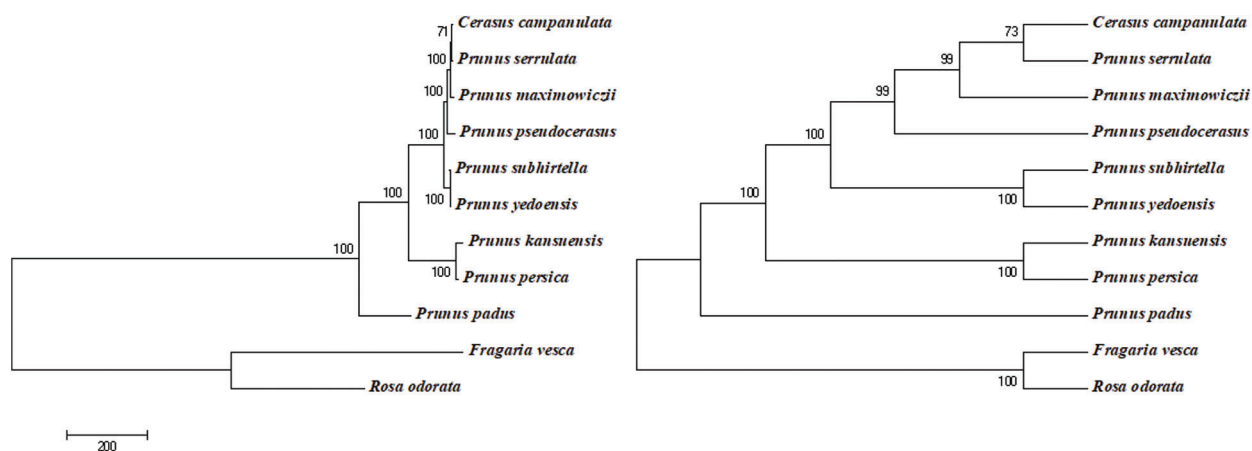 71
Cerasus campanulata
100
Prunus serrulata
100
Prunus maximowiczii
100
Prunus pseudocerasus
Prunus subhirtella
100
100
Prunus yedoensis
Prunus kansuensis
100
100
Prunus persica
Prunus padus
Fragaria vesca
Rosa odorata
200
73
Cerasus campanulata
99
Prunus serrulata
99
Prunus maximowiczii
100
Prunus pseudocerasus
Prunus subhirtella
100
100
Prunus yedoensis
Prunus kansuensis
100
Prunus persica
Prunus padus
Fragaria vesca
100
Rosa odorata